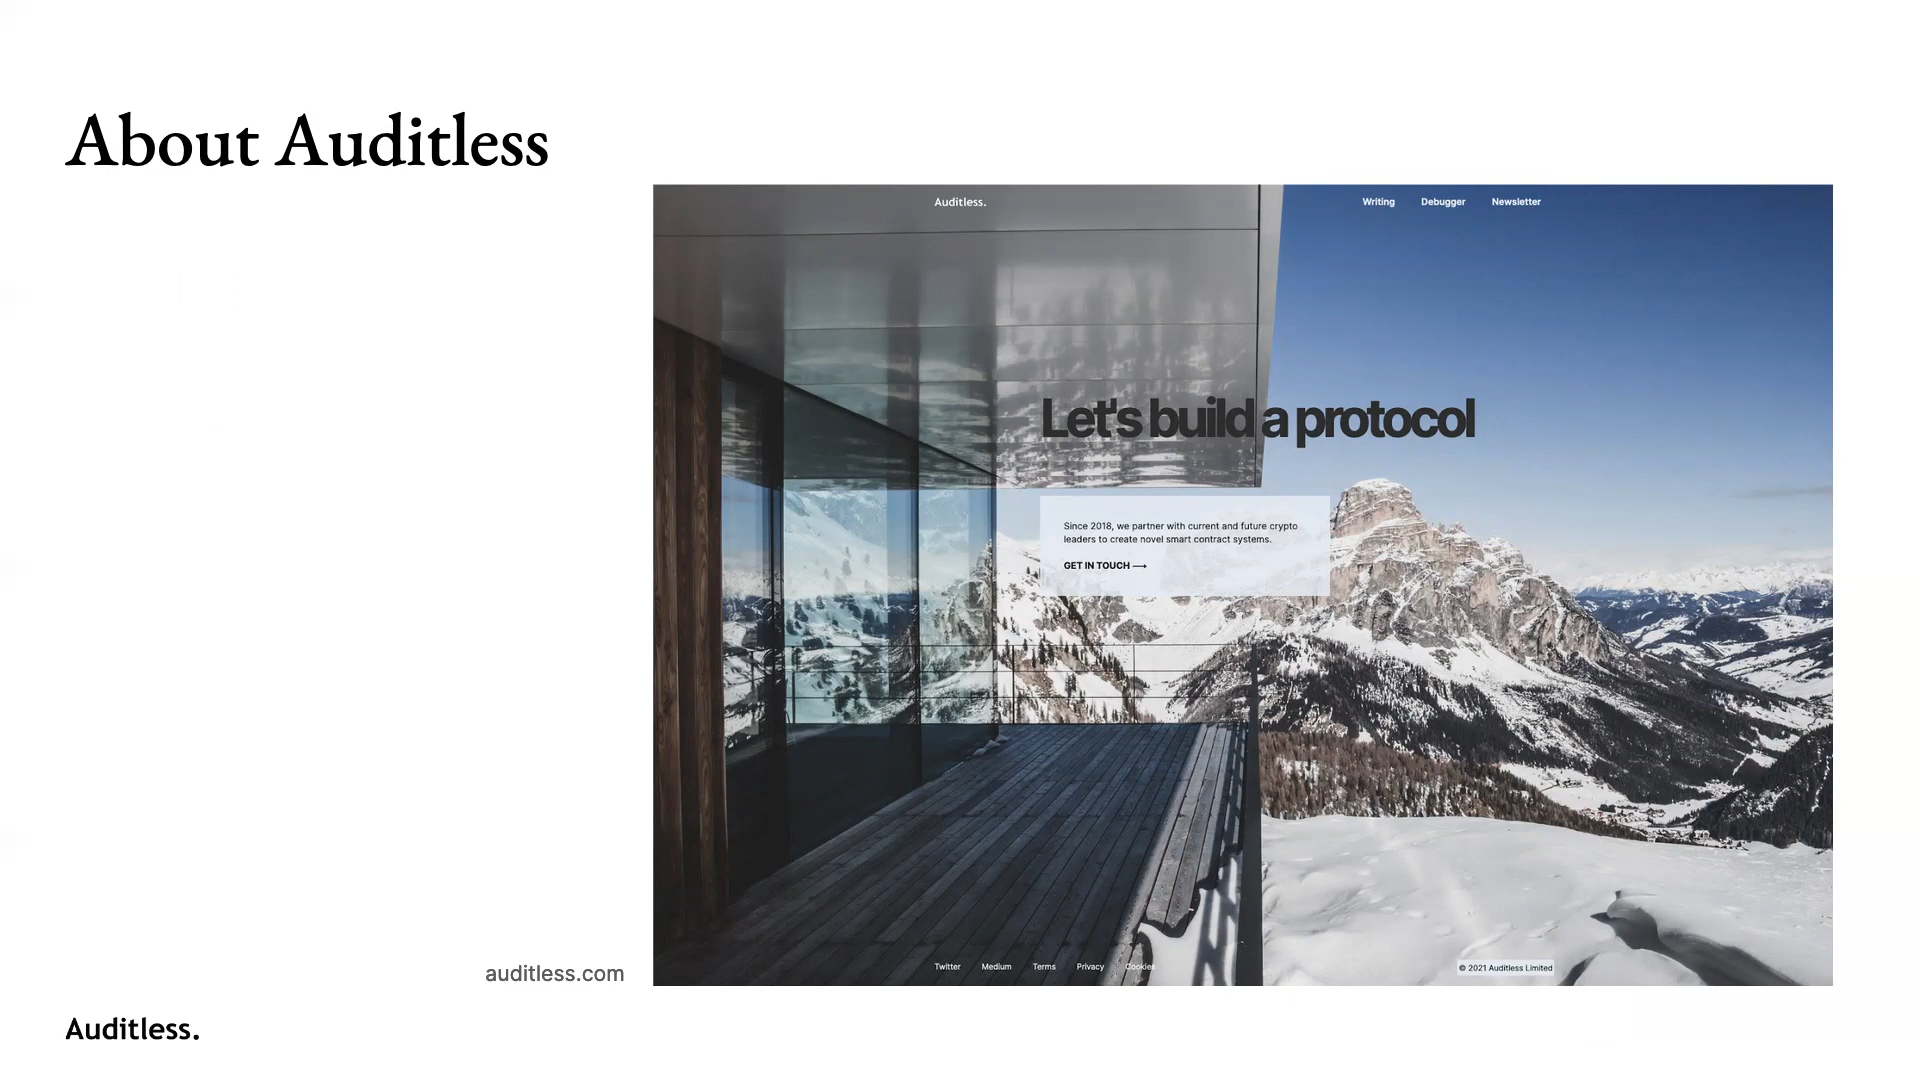 About Auditless
Auditless.
Writing Debugger Newsletter
Let's build a protocol
Since 2018, we partner with current and future crypto
leaders to create novel smart contract systems.
GET IN TOUCH ⟶
Twitter Medium Terms Privacy Cookies
© 2021 Auditless Limited
auditless.com
Auditless.